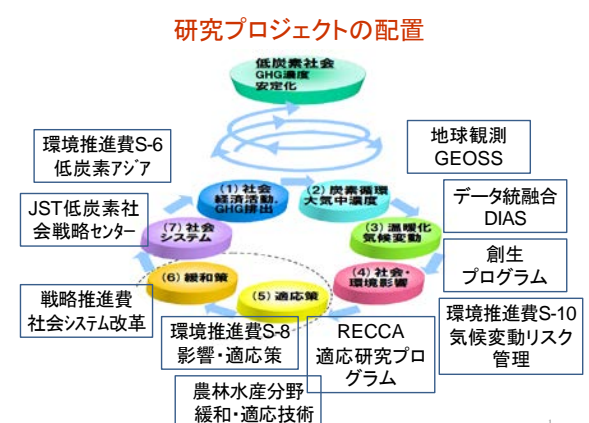 研究プロジェクトの配置
低炭素社会
GHG濃度
安定化
環境推進費S-6
低炭素アジア
地球観測
GEOSS
(1) 社会
経済活動,
GHG排出
(2) 炭素循環
大気中濃度
JST低炭素社
会戦略センター
データ統融合
DIAS
(7) 社会
システム
(3) 温暖化
気候変動
創生
プログラム
(6) 緩和策
(4) 社会・
環境影響
(5) 適応策
戦略推進費
社会システム改革
環境推進費S-10
気候変動リスク
管理
環境推進費S-8
影響・適応策
RECCA
適応研究プロ
グラム
農林水産分野
緩和・適応技術